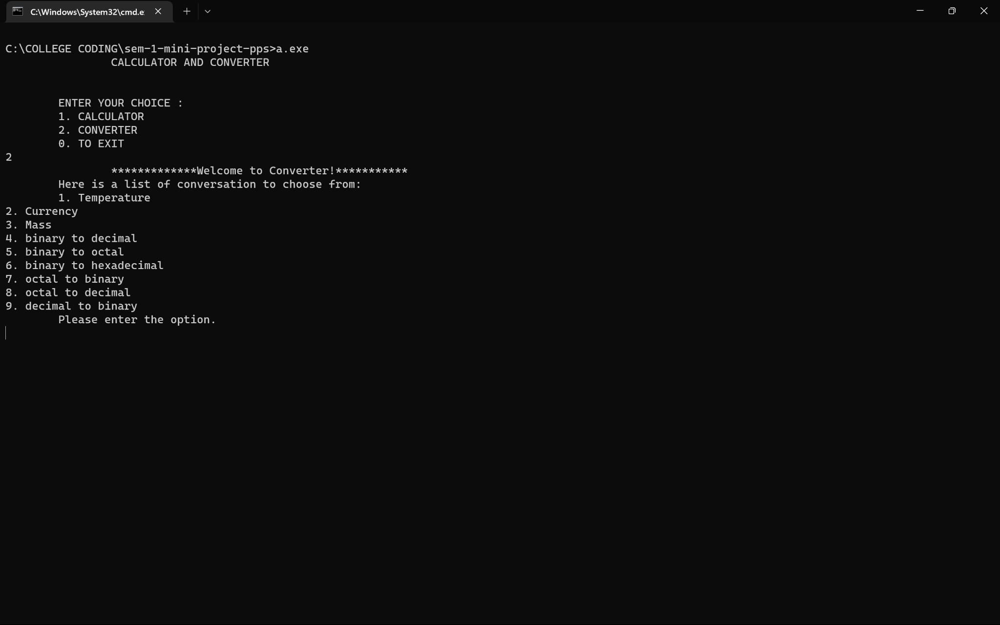 C:\Windows\System32\cmd.e
C:\COLLEGE CODING\sem-1-mini-project-pps>a.exe
CALCULATOR AND CONVERTER
ENTER YOUR CHOICE :
1. CALCULATOR
2. CONVERTER
0. TO EXIT
2
*************Welcome to Converter!***********
Here is a list of conversation to choose from:
1. Temperature
2. Currency
3. Mass
4. binary to decimal
5. binary to octal
6. binary to hexadecimal
7. octal to binary
8. octal to decimal
9. decimal to binary
Please enter the option.